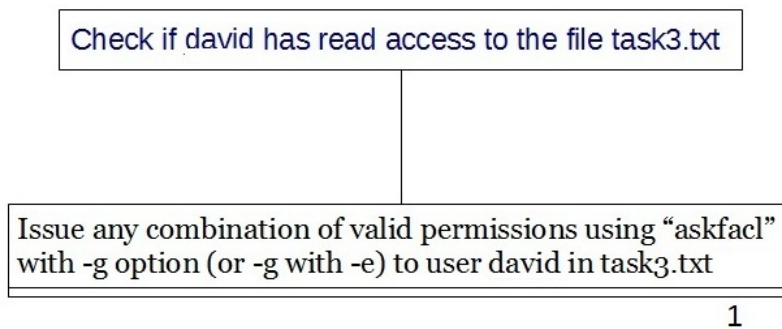 Check if david has read access to the file task3.txt
Issue any combination of valid permissions using “askfacl”
with -g option (or -g with -e) to user david in task3.txt
1